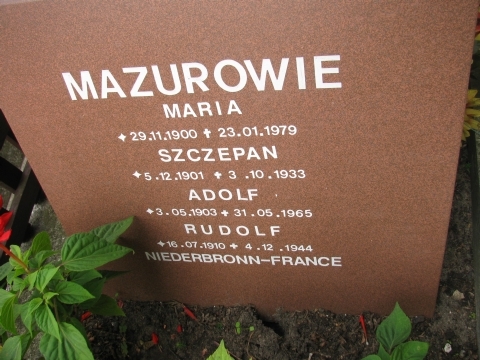 MAZUROWIE
MARIA
✦ 29.11.1900 ✝ 23.01.1979
SZCZEPAN
✦ 5.12.1901 ✝ 3.10.1933
ADOLF
✦ 3.05.1903 ✝ 31.05.1965
RUDOLF
✦ 16.07.1910 ✝ 4.12.1944
NIEDERBRONN-FRANCE